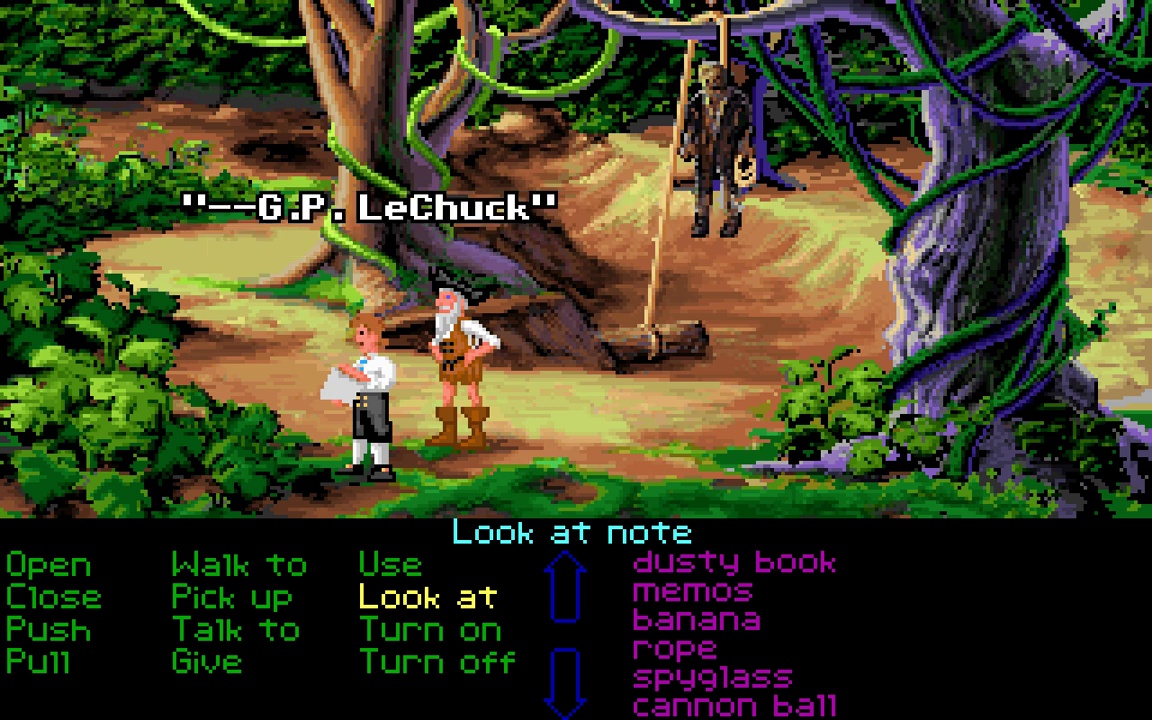 "--G.P. LeChuck"
Look at note
Open Walk to Use dusty book
Close Pick up Look at memos
Push Talk to Turn on banana
Pull Give Turn off rope
spyglass
cannon ball